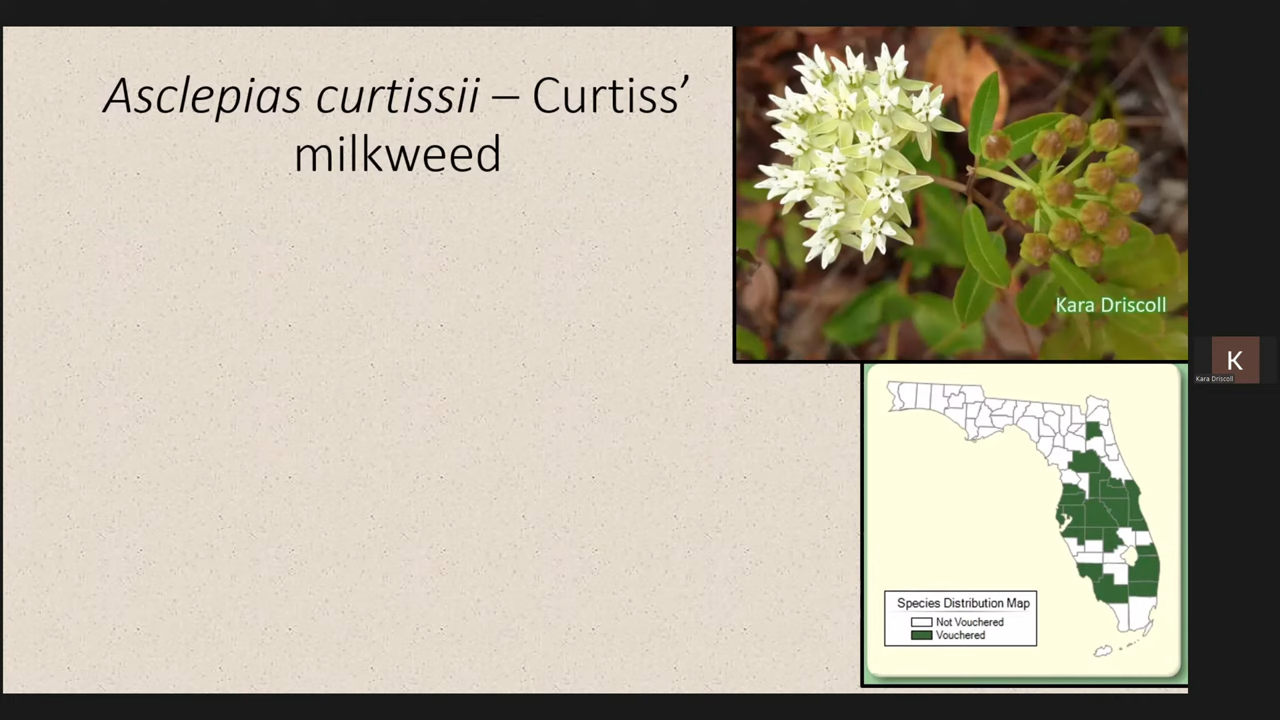 Asclepias curtissii – Curtiss’
milkweed
Kara Driscoll
K
Kara Driscoll
Species Distribution Map
Not Vouchered
Vouchered